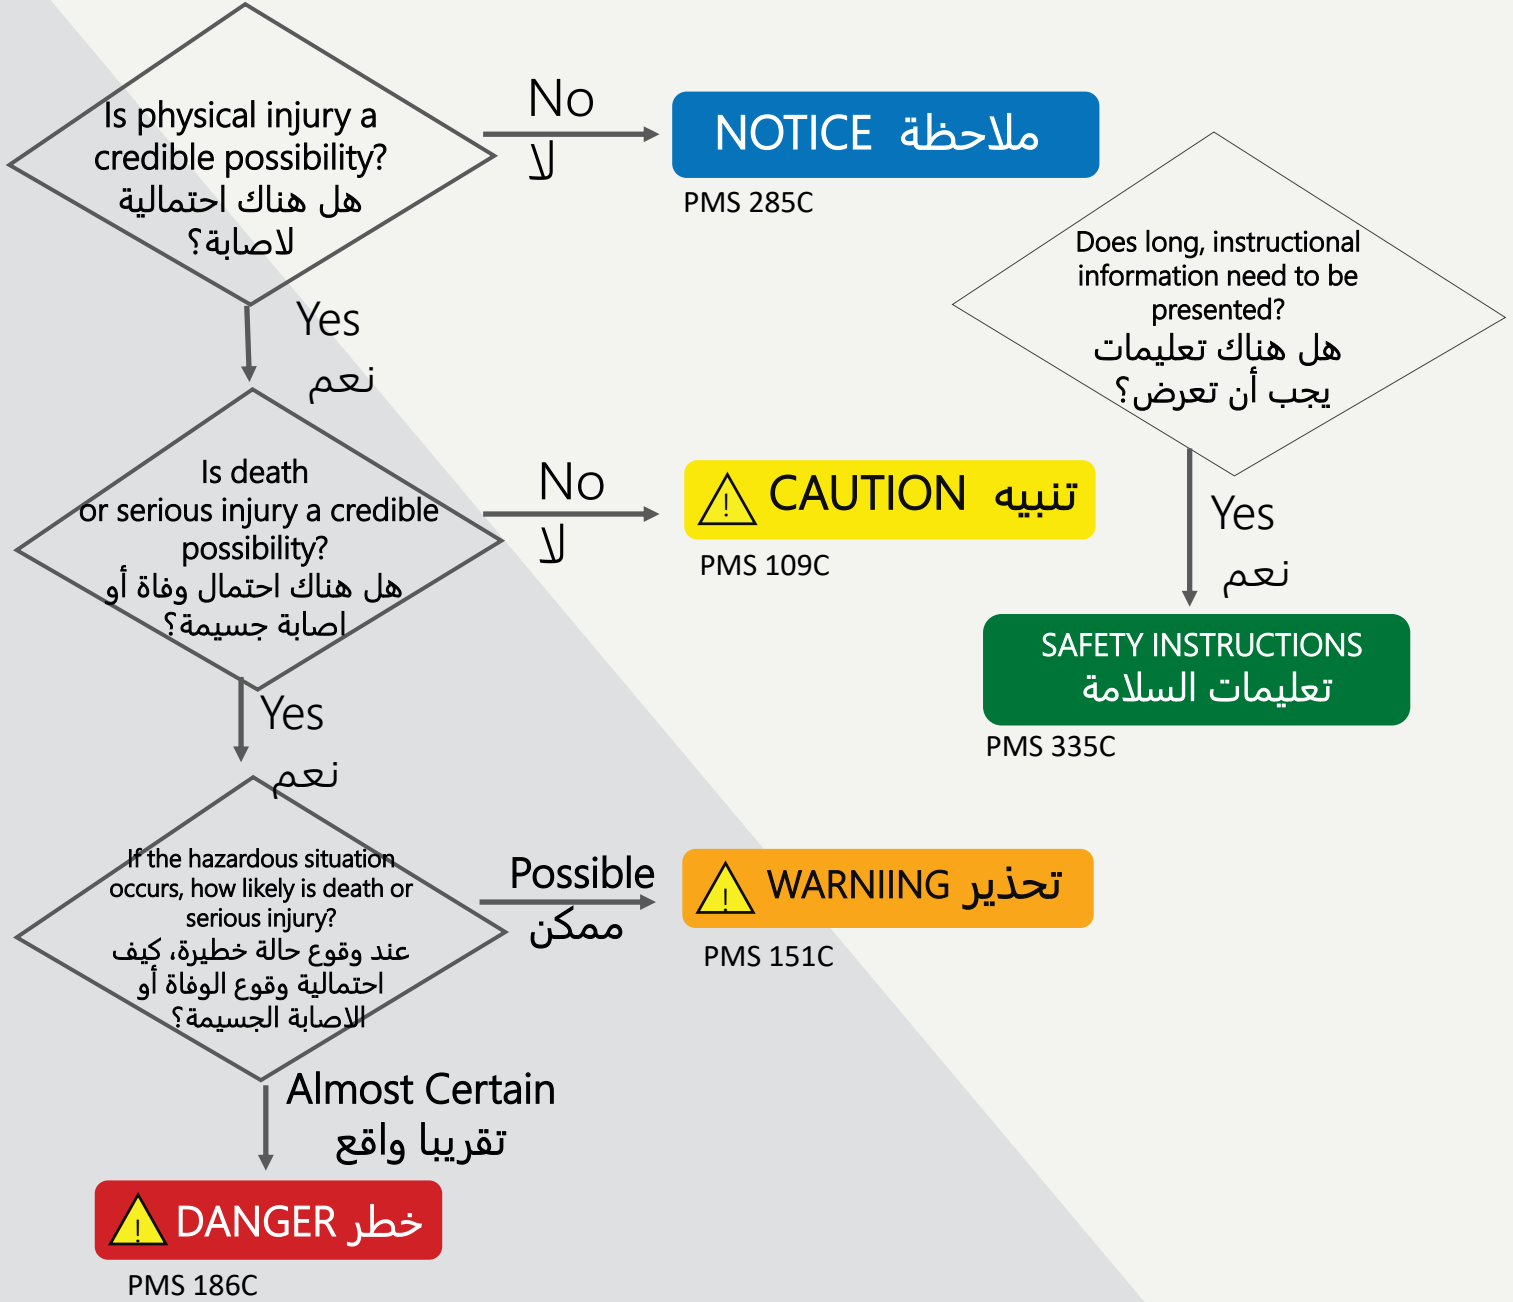 Is physical injury a
credible possibility?
هل هناك احتمالية
لاصابة؟
No
لا
NOTICE ملاحظة
PMS 285C
Yes
نعم
Is death
or serious injury a credible
possibility?
هل هناك احتمال وفاة أو
اصابة جسيمة؟
No
لا
CAUTION تنبيه
PMS 109C
Yes
نعم
If the hazardous situation
occurs, how likely is death or
serious injury?
عند وقوع حالة خطيرة، كيف
احتمالية وقوع الوفاة أو
الاصابة الجسيمة؟
Possible
ممكن
WARNIING تحذير
PMS 151C
Almost Certain
تقريبا واقع
DANGER خطر
PMS 186C
Does long, instructional
information need to be
presented?
هل هناك تعليمات
يجب أن تعرض؟
Yes
نعم
SAFETY INSTRUCTIONS
تعليمات السلامة
PMS 335C